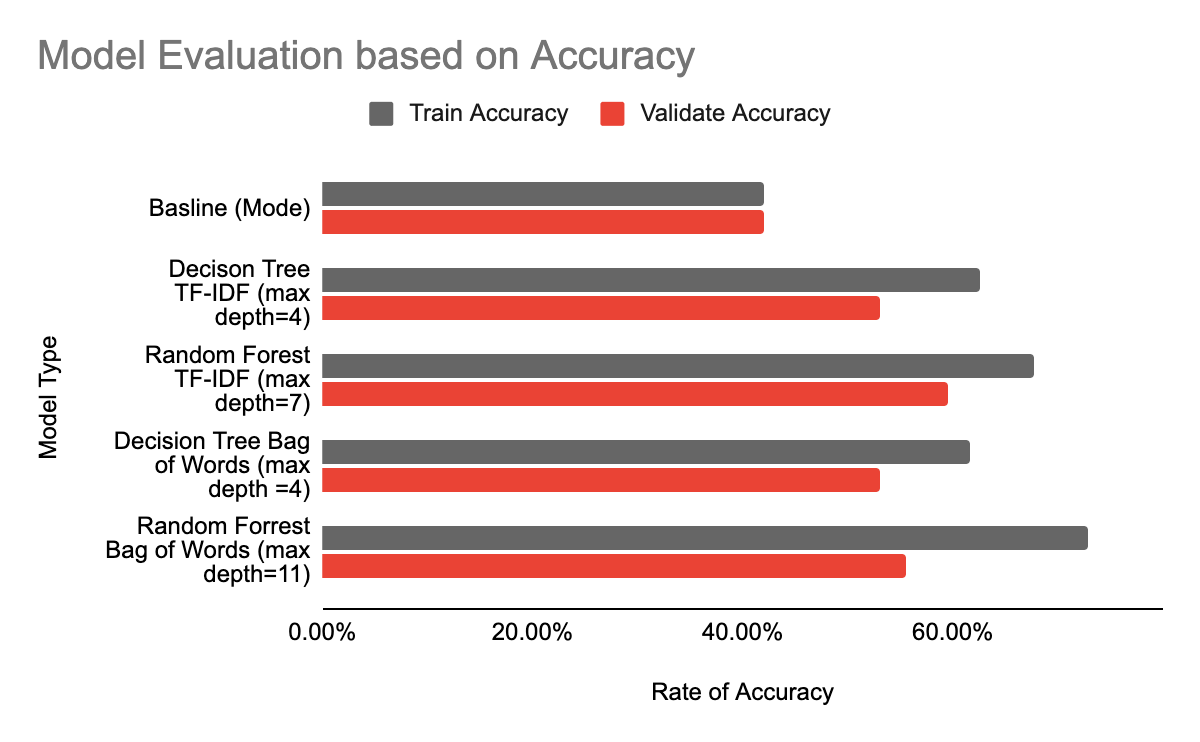 Model Evaluation based on Accuracy
Train Accuracy
Validate Accuracy
Basline (Mode)
Decison Tree
TF-IDF (max
depth=4)
Random Forest
TF-IDF (max
depth=7)
Decision Tree Bag
of Words (max
depth =4)
Random Forrest
Bag of Words (max
depth=11)
Model Type
0.00%
20.00%
40.00%
60.00%
Rate of Accuracy